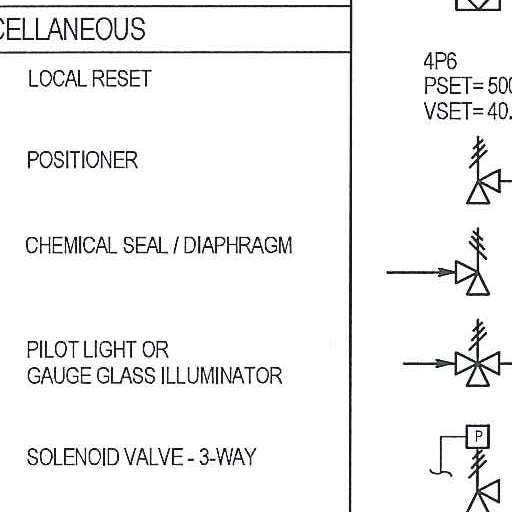 CELLANEOUS
LOCAL RESET
POSITIONER
CHEMICAL SEAL / DIAPHRAGM
PILOT LIGHT OR
GAUGE GLASS ILLUMINATOR
SOLENOID VALVE - 3-WAY
4P6
PSET= 500
VSET= 40.
P